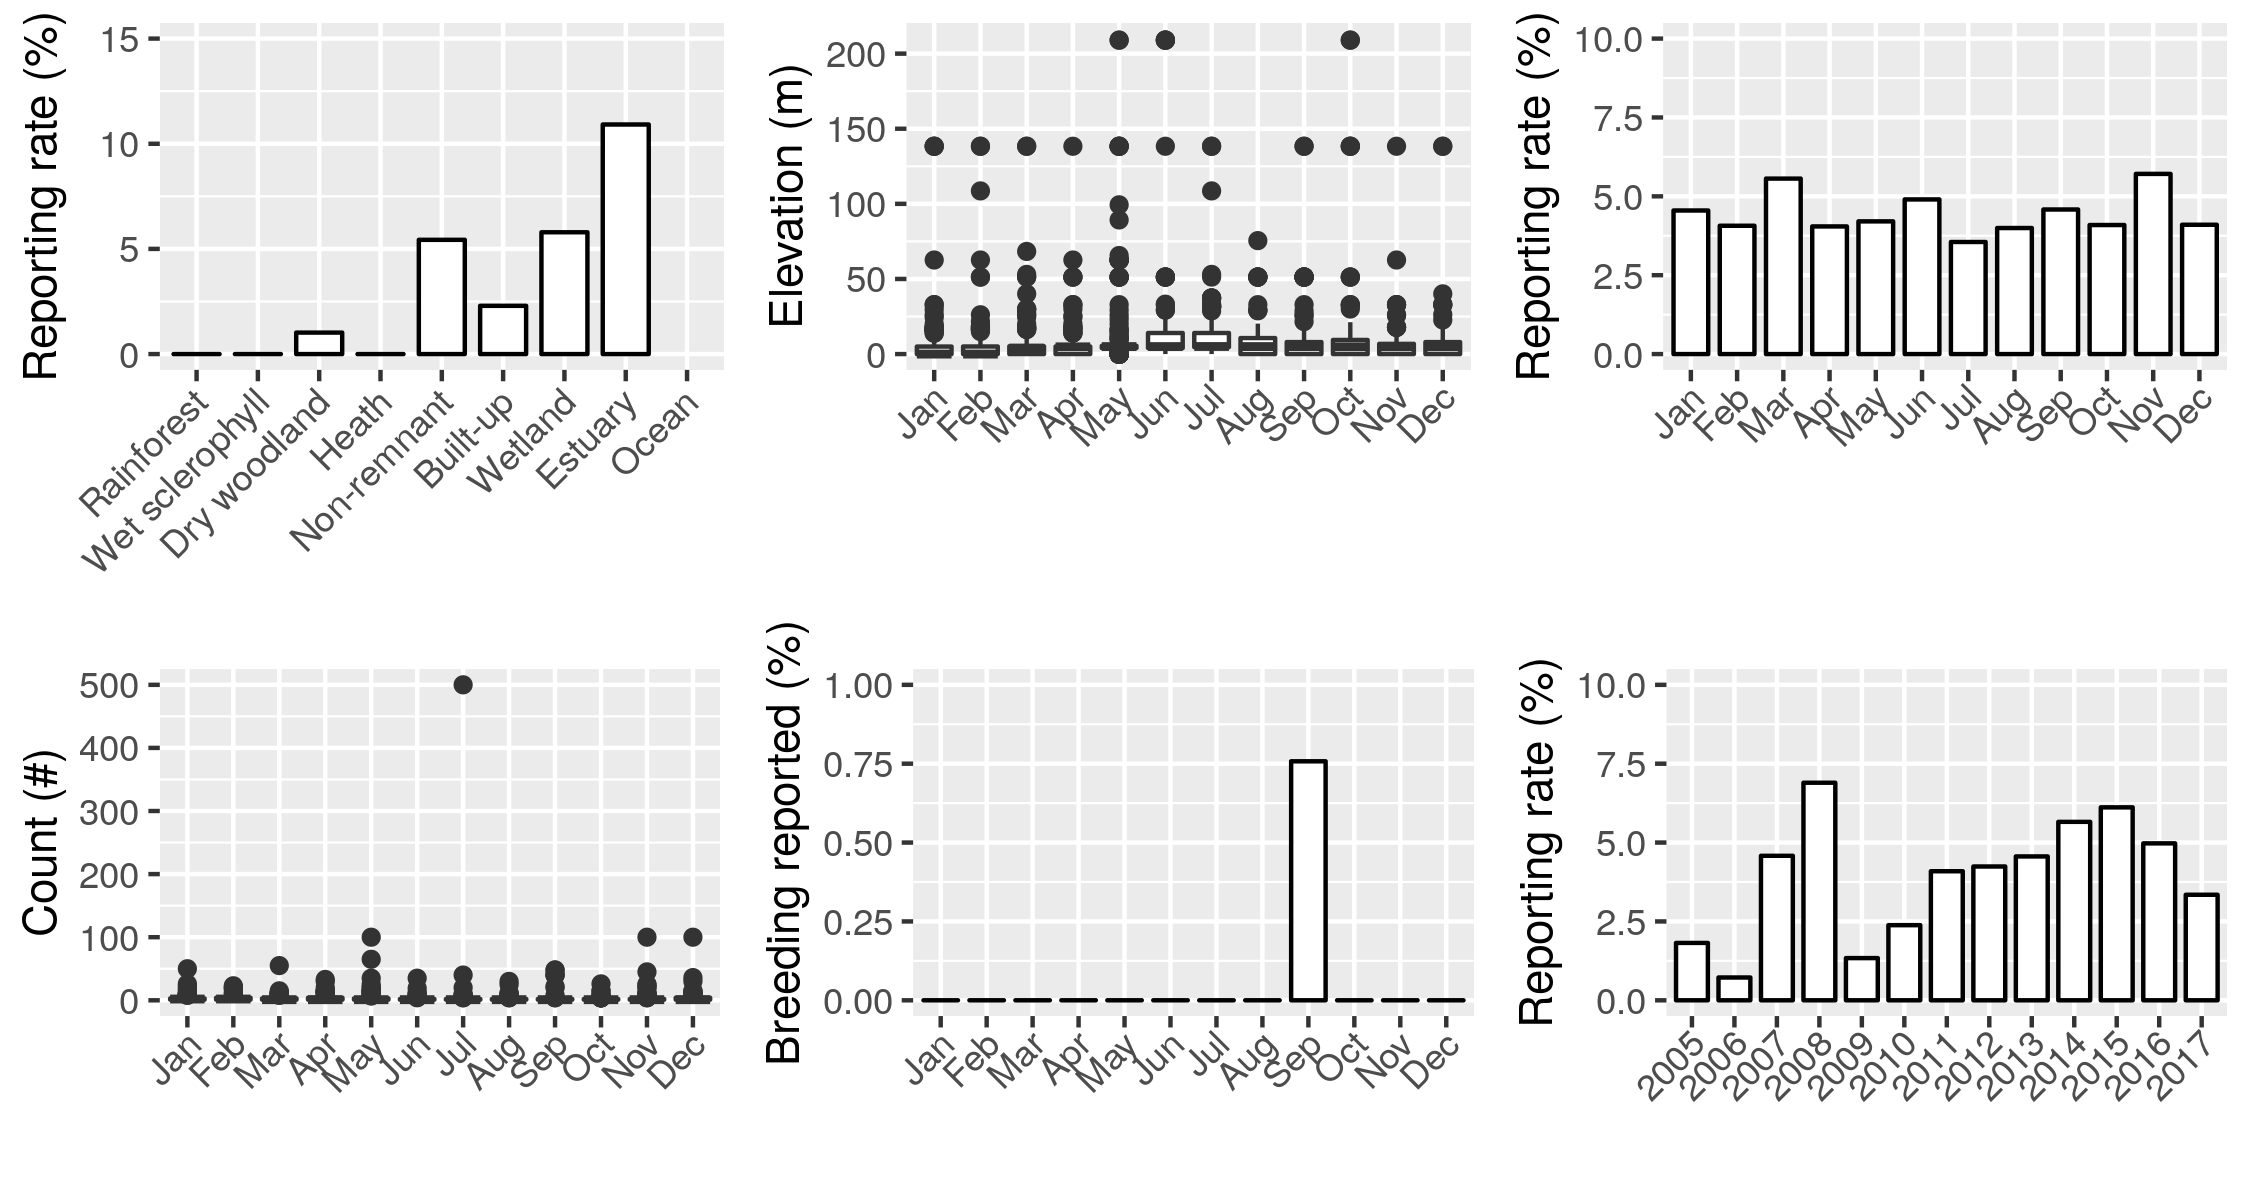 Reporting rate (%)
15
10
5
0
Rainforest
Wet sclerophyll
Dry woodland
Heath
Non-remnant
Built-up
Wetland
Estuary
Ocean
Elevation (m)
200
150
100
50
0
Jan
Feb
Mar
Apr
May
Jun
Jul
Aug
Sep
Oct
Nov
Dec
Reporting rate (%)
10.0
7.5
5.0
2.5
0.0
Jan
Feb
Mar
Apr
May
Jun
Jul
Aug
Sep
Oct
Nov
Dec
Count (#)
500
400
300
200
100
0
Jan
Feb
Mar
Apr
May
Jun
Jul
Aug
Sep
Oct
Nov
Dec
Breeding reported (%)
1.00
0.75
0.50
0.25
0.00
Jan
Feb
Mar
Apr
May
Jun
Jul
Aug
Sep
Oct
Nov
Dec
Reporting rate (%)
10.0
7.5
5.0
2.5
0.0
2005
2006
2007
2008
2009
2010
2011
2012
2013
2014
2015
2016
2017